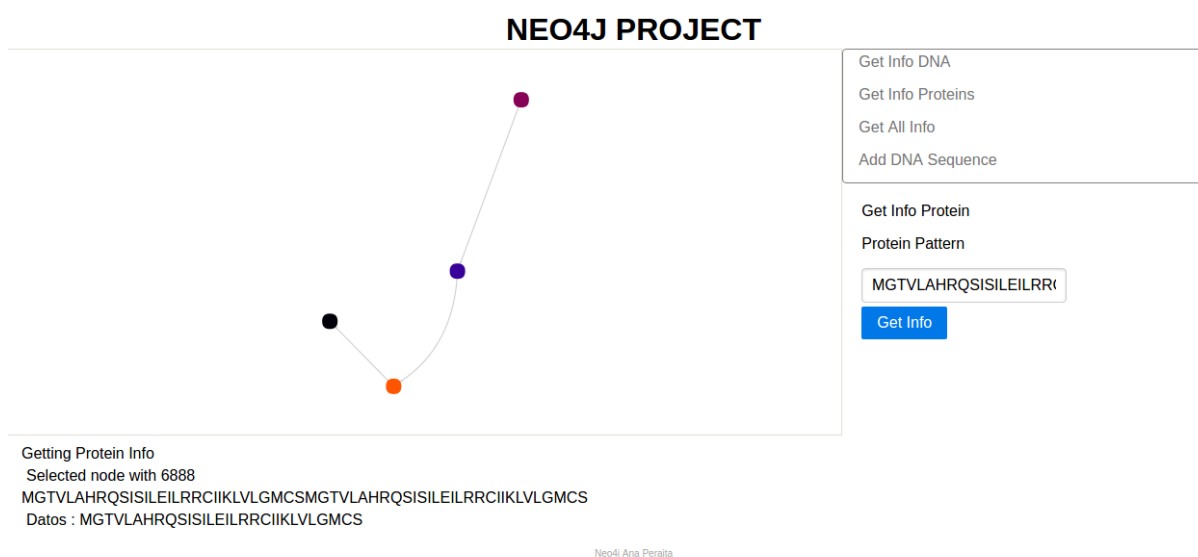 NEO4J PROJECT
Get Info DNA
Get Info Proteins
Get All Info
Add DNA Sequence
Get Info Protein
Protein Pattern
MGTVLAHRQSISILEILRR
Get Info
Getting Protein Info
Selected node with 6888
MGTVLAHRQSISILEILRRCIIKLVLGMCSMGTVLAHRQSISILEILRRCIIKLVLGMCS
Datos : MGTVLAHRQSISILEILRRCIIKLVLGMCS
Neo4i Ana Peraita